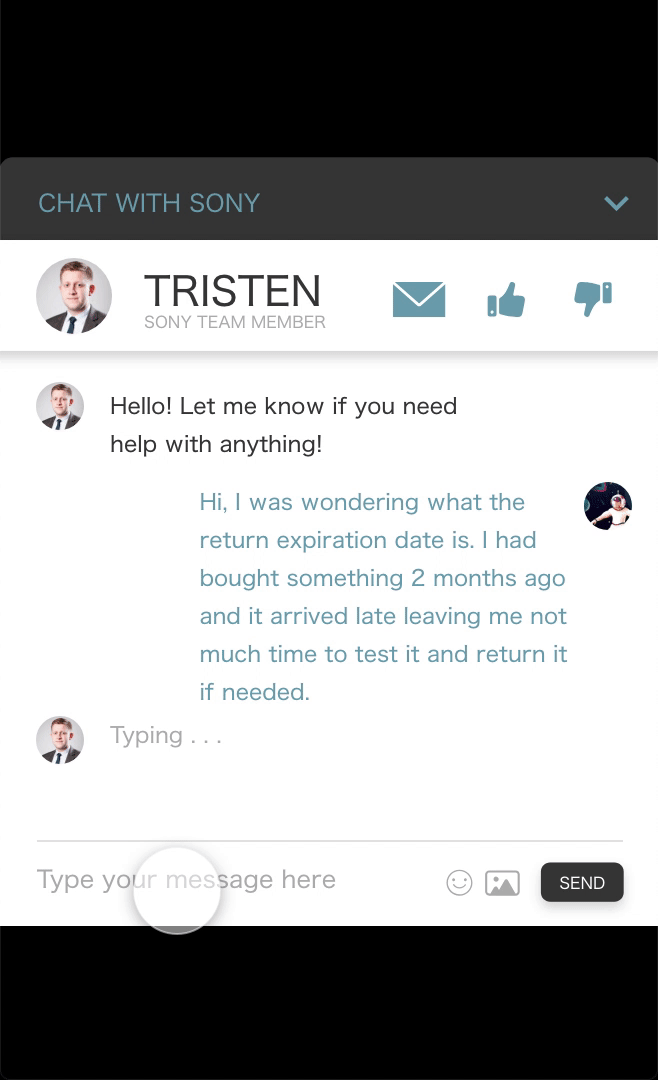 CHAT WITH SONY
TRISTEN
SONY TEAM MEMBER
Hello! Let me know if you need
help with anything!
Hi, I was wondering what the
return expiration date is. I had
bought something 2 months ago
and it arrived late leaving me not
much time to test it and return it
if needed.
Typing . . .
Type your message here
SEND